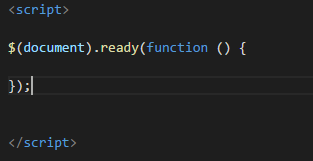 <script>
$(document).ready(function () {
});
</script>